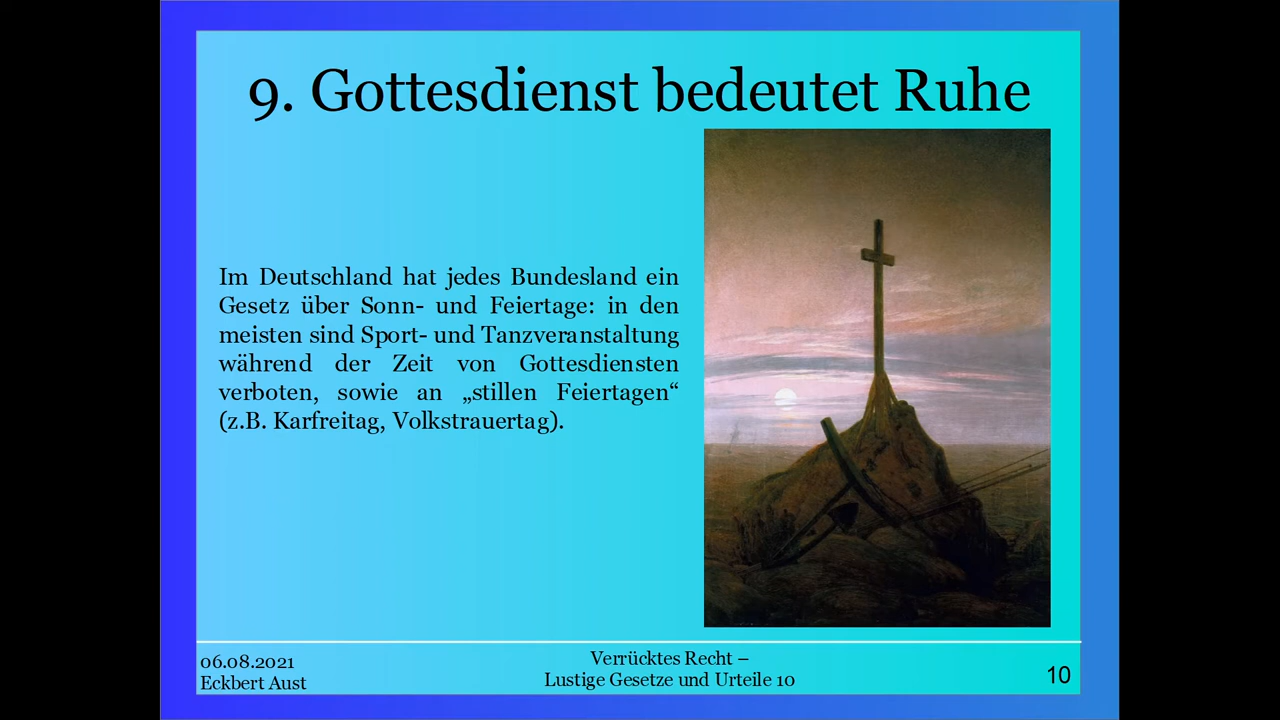 9. Gottesdienst bedeutet Ruhe
Im Deutschland hat jedes Bundesland ein
Gesetz über Sonn- und Feiertage: in den
meisten sind Sport- und Tanzveranstaltung
während der Zeit von Gottesdiensten
verboten, sowie an „stillen Feiertagen“
(z.B. Karfreitag, Volkstrauertag).
06.08.2021
Eckbert Aust
Verrücktes Recht –
Lustige Gesetze und Urteile 10
10